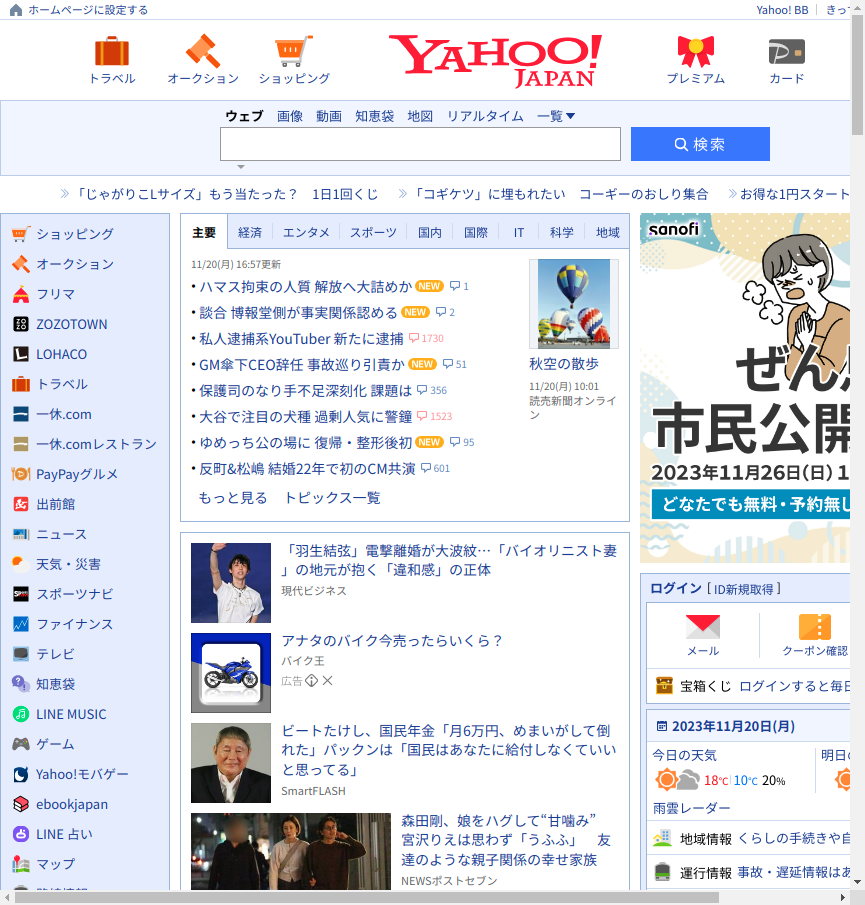 ホームページに設定する
Yahoo! BB
きっ
トラベル
オークション
ショッピング
YAHOO!
JAPAN
プレミアム
カード
ウェブ 画像 動画 知恵袋 地図 リアルタイム 一覧▼
検索
「じゃがりこLサイズ」もう当たった？ 1日1回くじ
「コギケツ」に埋もれたい コーギーのおしり集合
お得な1円スタート
ショッピング
オークション
フリマ
ZOZOTOWN
LOHACO
トラベル
一休.com
一休.comレストラン
PayPayグルメ
出前館
ニュース
天気・災害
スポーツナビ
ファイナンス
テレビ
知恵袋
LINE MUSIC
ゲーム
Yahoo!モバゲー
ebookjapan
LINE 占い
マップ
主要 経済 エンタメ スポーツ 国内 国際 IT 科学 地域
11/20(月) 16:57更新
・ハマス拘束の人質 解放へ大詰めか NEW 1
・談合 博報堂側が事実関係認める NEW 2
・私人逮捕系YouTuber 新たに逮捕 1730
・GM傘下CEO辞任 事故巡り引責か NEW 51
・保護司のなり手不足深刻化 課題は 356
・大谷で注目の犬種 過剰人気に警鐘 1523
・ゆめっち公の場に 復帰・整形後初 NEW 95
・反町&松嶋 結婚22年で初のCM共演 601
もっと見る トピックス一覧
秋空の散歩
11/20(月) 10:01
読売新聞オンライ
ン
「羽生結弦」電撃離婚が大波紋…「バイオリニスト妻
」の地元が抱く「違和感」の正体
現代ビジネス
アナタのバイク今売ったらいくら？
バイク王
広告
ビートたけし、国民年金「月6万円、めまいがして倒
れた」パックンは「国民はあなたに給付しなくていい
と思ってる」
SmartFLASH
森田剛、娘をハグして“甘噛み”
宮沢りえは思わず「うふふ」 友
達のような親子関係の幸せ家族
NEWSポストセブン
sanofi
ぜん
市民公開
2023年11月26日(日) 1
どなたでも無料・予約無し
ログイン [ ID新規取得 ]
メール
クーポン確認
宝箱くじ ログインすると毎日
2023年11月20日(月)
今日の天気
明日の
18℃ 10℃ 20%
雨雲レーダー
地域情報 くらしの手続きや自
運行情報 事故・遅延情報はあ